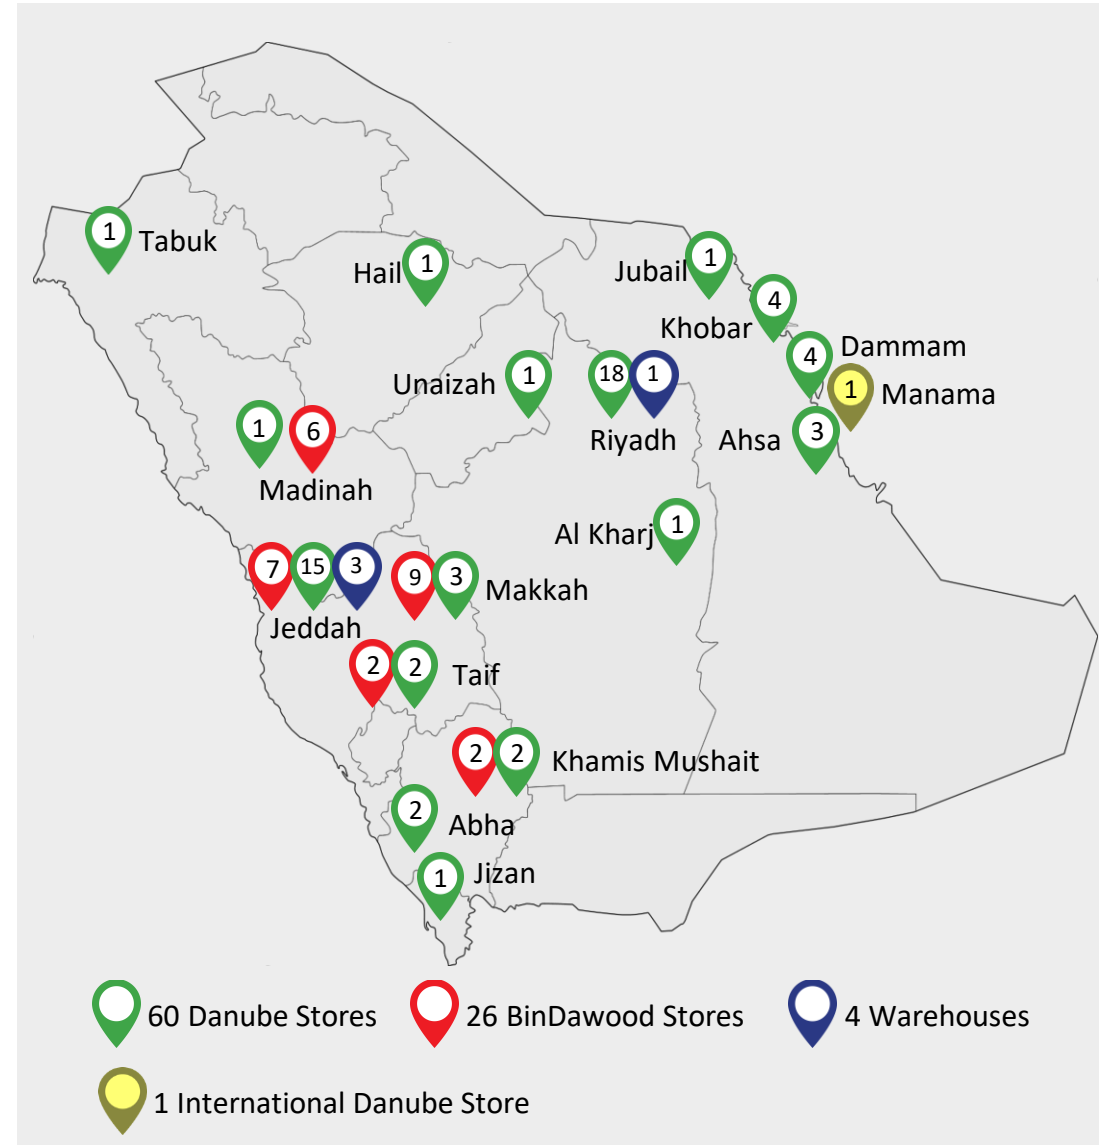 1 Tabuk
Hail 1
Jubail 1
4
Khobar
4 Dammam
Unaizah 1
18 1
1 Manama
Riyadh
Ahsa 3
1 6
Madinah
Al Kharj 1
7 15 3
9 3 Makkah
Jeddah
2 2 Taif
2 2 Khamis Mushait
2 Abha
1 Jizan
60 Danube Stores
26 BinDawood Stores
4 Warehouses
1 International Danube Store